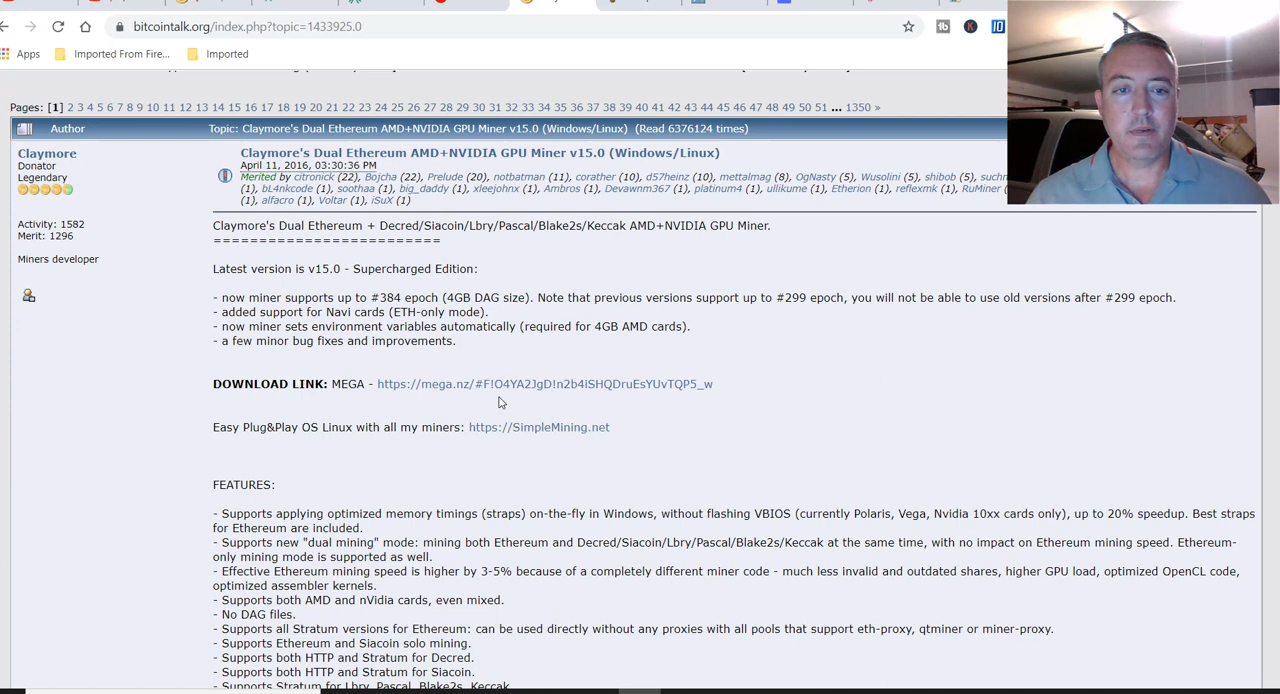 bitcointalk.org/index.php?topic=1433925.0
Apps Imported From Fire... Imported
Pages: [1] 2 3 4 5 6 7 8 9 10 11 12 13 14 15 16 17 18 19 20 21 22 23 24 25 26 27 28 29 30 31 32 33 34 35 36 37 38 39 40 41 42 43 44 45 46 47 48 49 50 51 ... 1350 »
Author Topic: Claymore's Dual Ethereum AMD+NVIDIA GPU Miner v15.0 (Windows/Linux) (Read 6376124 times)
Claymore
Donator
Legendary
Activity: 1582
Merit: 1296
Miners developer
Claymore's Dual Ethereum AMD+NVIDIA GPU Miner v15.0 (Windows/Linux)
April 11, 2016, 03:30:36 PM
Merited by citronick (22), Bojcha (22), Prelude (20), notbatman (11), corather (10), d57heinz (10), mettalmag (8), OgNasty (5), Wusolini (5), shibob (5), suchn
(1), bL4nkcode (1), soothaa (1), big_daddy (1), xleejohnx (1), Ambros (1), Devawnm367 (1), platinum4 (1), ullikume (1), Etherion (1), reflexmk (1), RuMiner (
(1), alfacro (1), Voltar (1), iSuX (1)
Claymore's Dual Ethereum + Decred/Siacoin/Lbry/Pascal/Blake2s/Keccak AMD+NVIDIA GPU Miner.
=========================
Latest version is v15.0 - Supercharged Edition:
- now miner supports up to #384 epoch (4GB DAG size). Note that previous versions support up to #299 epoch, you will not be able to use old versions after #299 epoch.
- added support for Navi cards (ETH-only mode).
- now miner sets environment variables automatically (required for 4GB AMD cards).
- a few minor bug fixes and improvements.
DOWNLOAD LINK: MEGA - https://mega.nz/#F!O4YA2JgD!n2b4iSHQDruEsYUvTQP5_w
Easy Plug&Play OS Linux with all my miners: https://SimpleMining.net
FEATURES:
- Supports applying optimized memory timings (straps) on-the-fly in Windows, without flashing VBIOS (currently Polaris, Vega, Nvidia 10xx cards only), up to 20% speedup. Best straps
for Ethereum are included.
- Supports new "dual mining" mode: mining both Ethereum and Decred/Siacoin/Lbry/Pascal/Blake2s/Keccak at the same time, with no impact on Ethereum mining speed. Ethereum-
only mining mode is supported as well.
- Effective Ethereum mining speed is higher by 3-5% because of a completely different miner code - much less invalid and outdated shares, higher GPU load, optimized OpenCL code,
optimized assembler kernels.
- Supports both AMD and nVidia cards, even mixed.
- No DAG files.
- Supports all Stratum versions for Ethereum: can be used directly without any proxies with all pools that support eth-proxy, qtminer or miner-proxy.
- Supports Ethereum and Siacoin solo mining.
- Supports both HTTP and Stratum for Decred.
- Supports both HTTP and Stratum for Siacoin.
- Supports Stratum for Lbry, Pascal, Blake2s, Keccak.